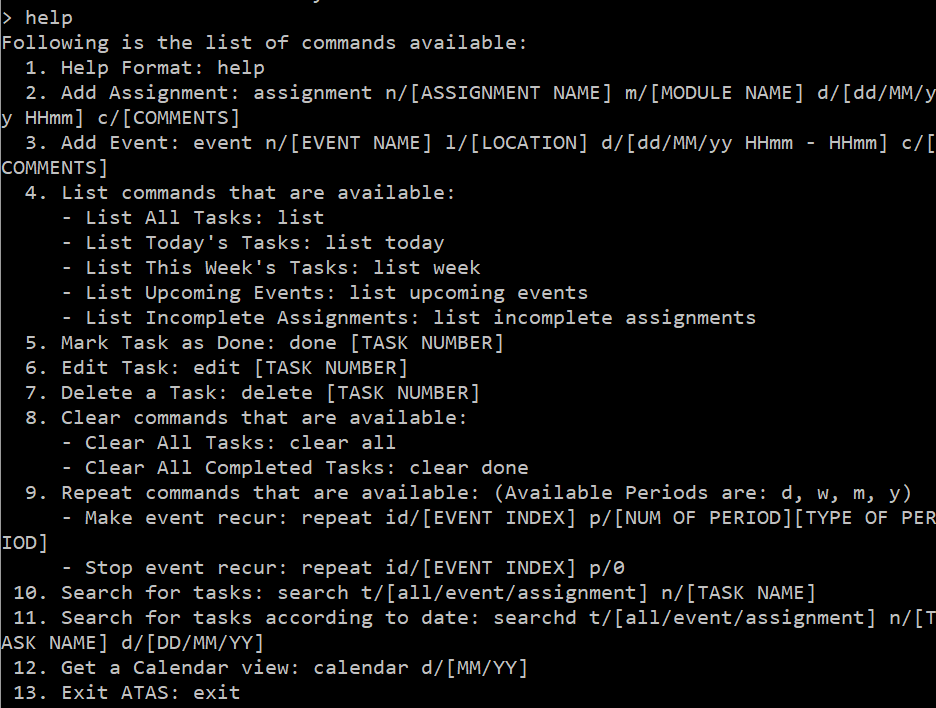 > help
Following is the list of commands available:
  1. Help Format: help
  2. Add Assignment: assignment n/[ASSIGNMENT NAME] m/[MODULE NAME] d/[dd/MM/y
y HHmm] c/[COMMENTS]
  3. Add Event: event n/[EVENT NAME] l/[LOCATION] d/[dd/MM/yy HHmm - HHmm] c/[
COMMENTS]
  4. List commands that are available:
     - List All Tasks: list
     - List Today's Tasks: list today
     - List This Week's Tasks: list week
     - List Upcoming Events: list upcoming events
     - List Incomplete Assignments: list incomplete assignments
  5. Mark Task as Done: done [TASK NUMBER]
  6. Edit Task: edit [TASK NUMBER]
  7. Delete a Task: delete [TASK NUMBER]
  8. Clear commands that are available:
     - Clear All Tasks: clear all
     - Clear All Completed Tasks: clear done
  9. Repeat commands that are available: (Available Periods are: d, w, m, y)
     - Make event recur: repeat id/[EVENT INDEX] p/[NUM OF PERIOD][TYPE OF PER
IOD]
     - Stop event recur: repeat id/[EVENT INDEX] p/0
 10. Search for tasks: search t/[all/event/assignment] n/[TASK NAME]
 11. Search for tasks according to date: searchd t/[all/event/assignment] n/[T
ASK NAME] d/[DD/MM/YY]
 12. Get a Calendar view: calendar d/[MM/YY]
 13. Exit ATAS: exit